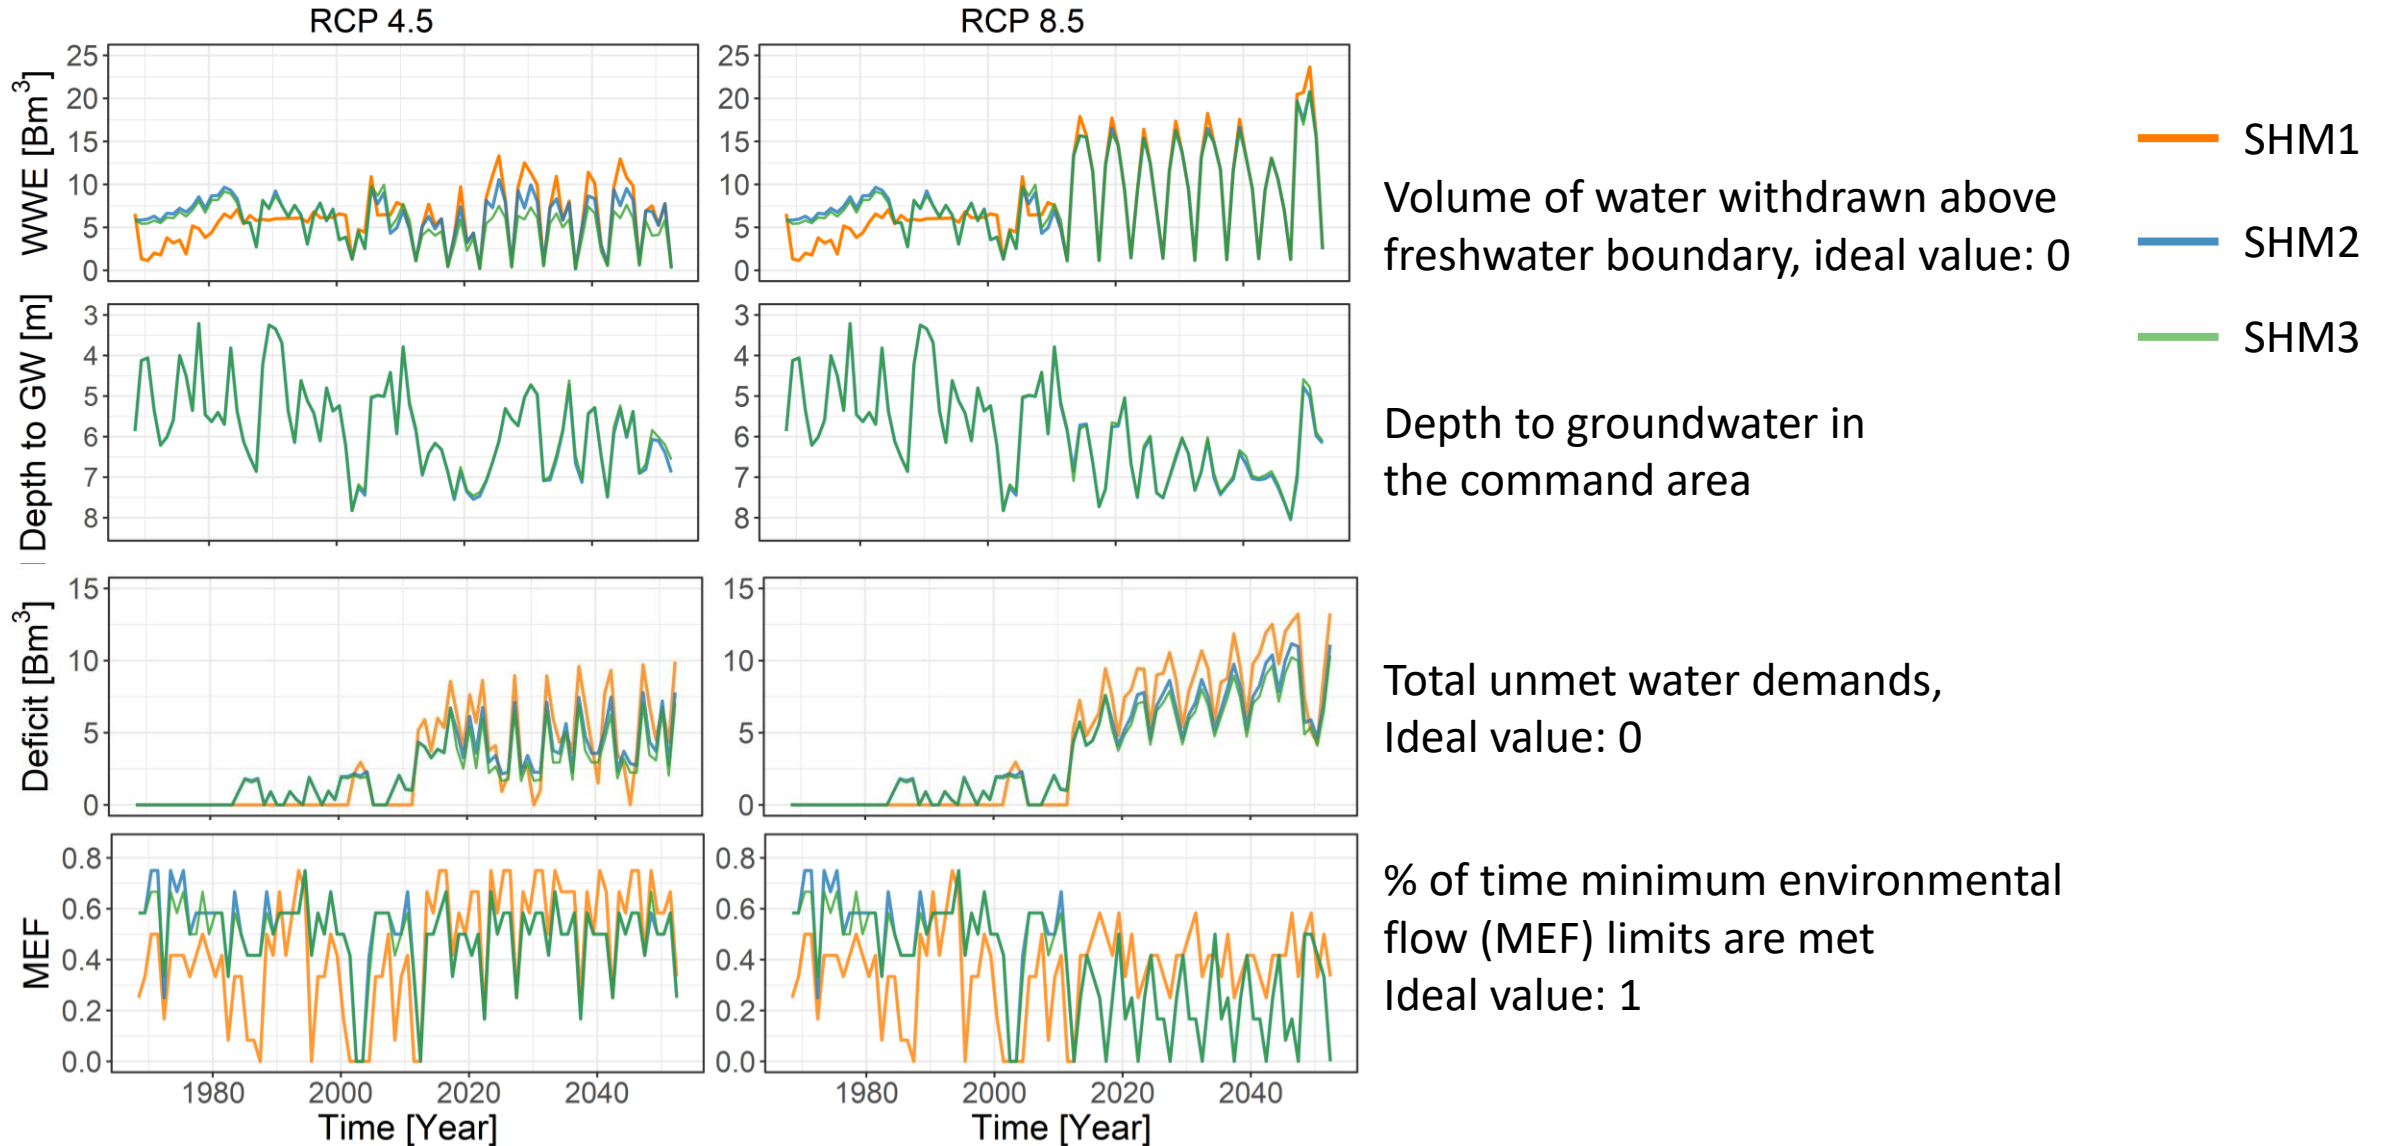 RCP 4.5
RCP 8.5
WWE [Bm³]
25
20
15
10
5
0
25
20
15
10
5
0
Volume of water withdrawn above
freshwater boundary, ideal value: 0
SHM1
SHM2
SHM3
Depth to GW [m]
3
4
5
6
7
8
3
4
5
6
7
8
Depth to groundwater in
the command area
Deficit [Bm³]
15
10
5
0
15
10
5
0
Total unmet water demands,
Ideal value: 0
MEF
0.8
0.6
0.4
0.2
0.0
0.8
0.6
0.4
0.2
0.0
% of time minimum environmental
flow (MEF) limits are met
Ideal value: 1
1980 2000 2020 2040
1980 2000 2020 2040
Time [Year]
Time [Year]